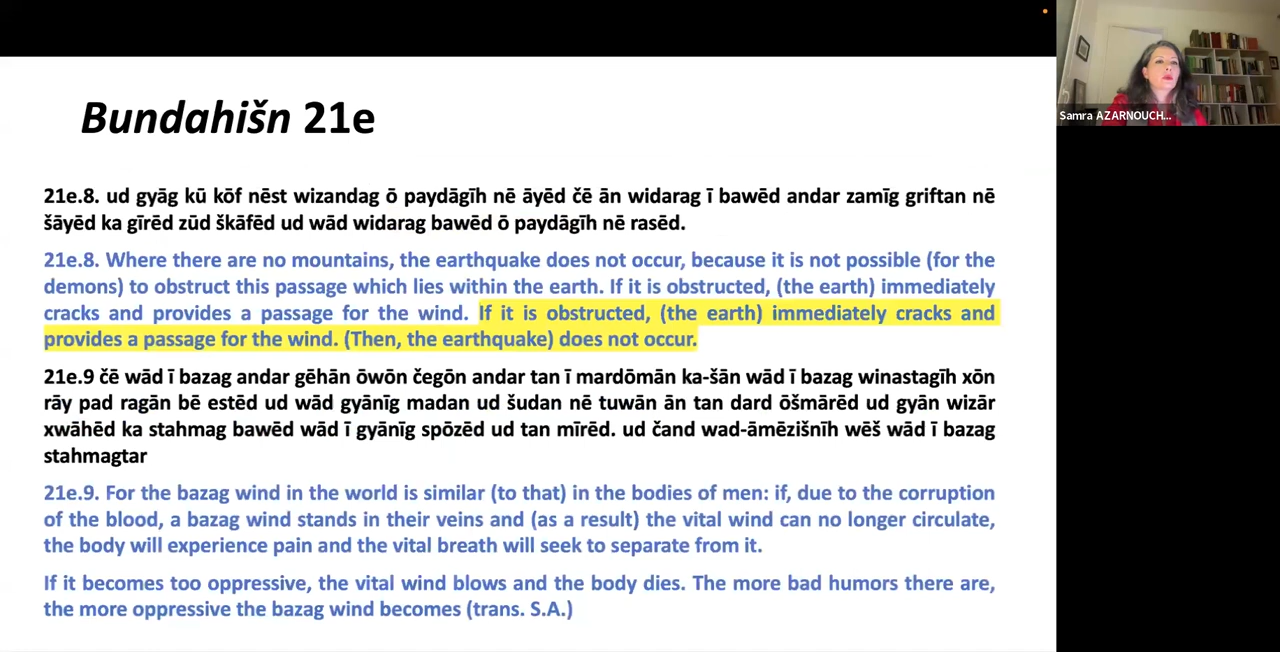 Bundahišn 21e
21e.8. ud gyāg kū kōf nēst wizandag ō paydāgīh nē āyēd čē ān widarag ī bawēd andar zamīg griftan nē
šāyēd ka gīrēd zūd škāfēd ud wād widarag bawēd ō paydāgīh nē rasēd.
21e.8. Where there are no mountains, the earthquake does not occur, because it is not possible (for the
demons) to obstruct this passage which lies within the earth. If it is obstructed, (the earth) immediately
cracks and provides a passage for the wind. If it is obstructed, (the earth) immediately cracks and
provides a passage for the wind. (Then, the earthquake) does not occur.
21e.9 čē wād ī bazag andar gēhān ōwōn čegōn andar tan ī mardōmān ka-šān wād ī bazag winastagīh xōn
rāy pad ragān bē estēd ud wād gyānīg madan ud šudan nē tuwān ān tan dard ōšmārēd ud gyān wizār
xwāhēd ka stahmag bawēd wād ī gyānīg spōzēd ud tan mīrēd. ud čand wad-āmēzišnīh wēš wād ī bazag
stahmagtar
21e.9. For the bazag wind in the world is similar (to that) in the bodies of men: if, due to the corruption
of the blood, a bazag wind stands in their veins and (as a result) the vital wind can no longer circulate,
the body will experience pain and the vital breath will seek to separate from it.
If it becomes too oppressive, the vital wind blows and the body dies. The more bad humors there are,
the more oppressive the bazag wind becomes (trans. S.A.)
Samra AZARNOUCH...